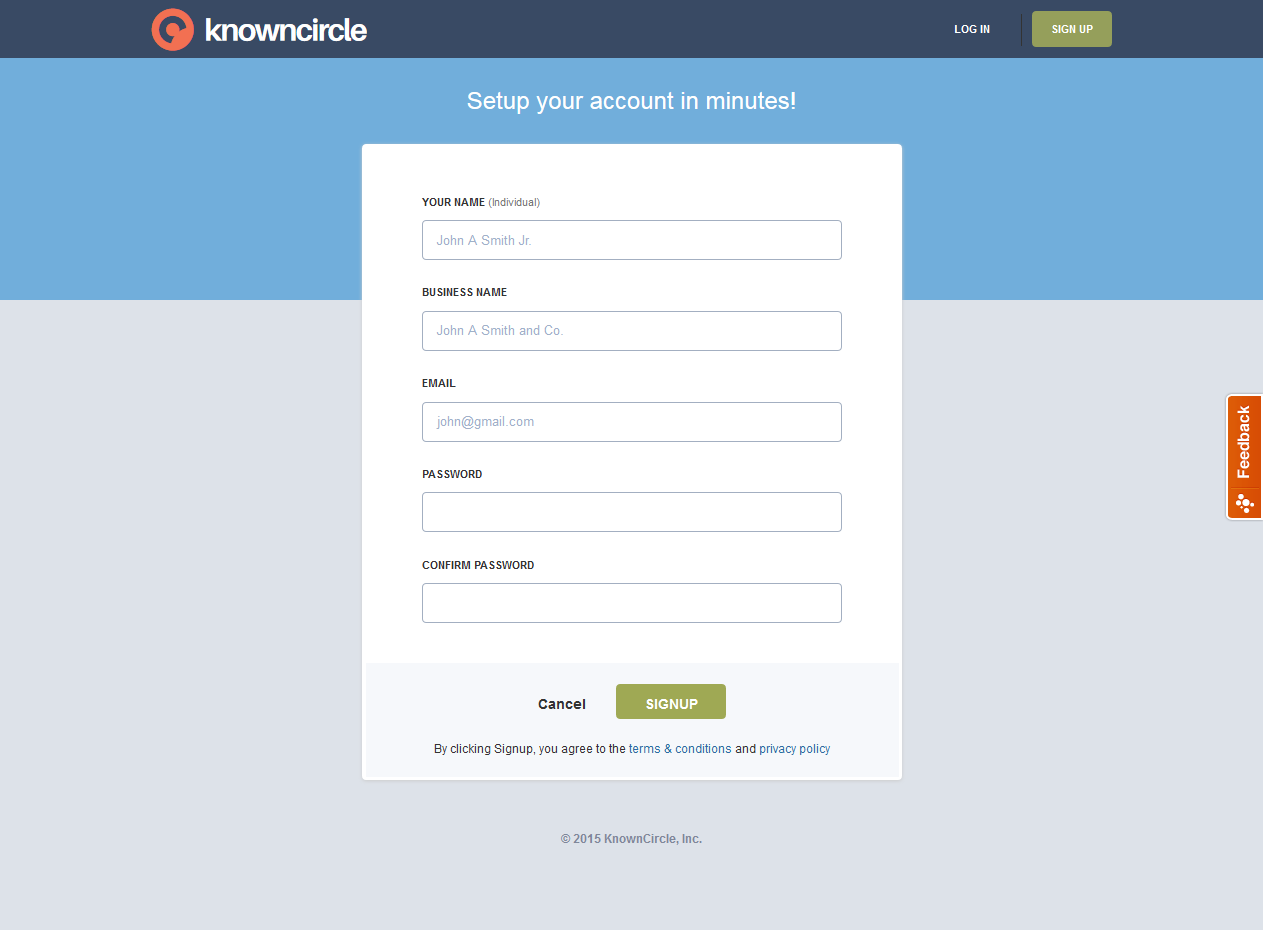 knowncircle
LOG IN
SIGN UP
Setup your account in minutes!
YOUR NAME (Individual)
John A Smith Jr.
BUSINESS NAME
John A Smith and Co.
EMAIL
john@gmail.com
PASSWORD
CONFIRM PASSWORD
Feedback
Cancel
SIGNUP
By clicking Signup, you agree to the terms & conditions and privacy policy
© 2015 KnownCircle, Inc.